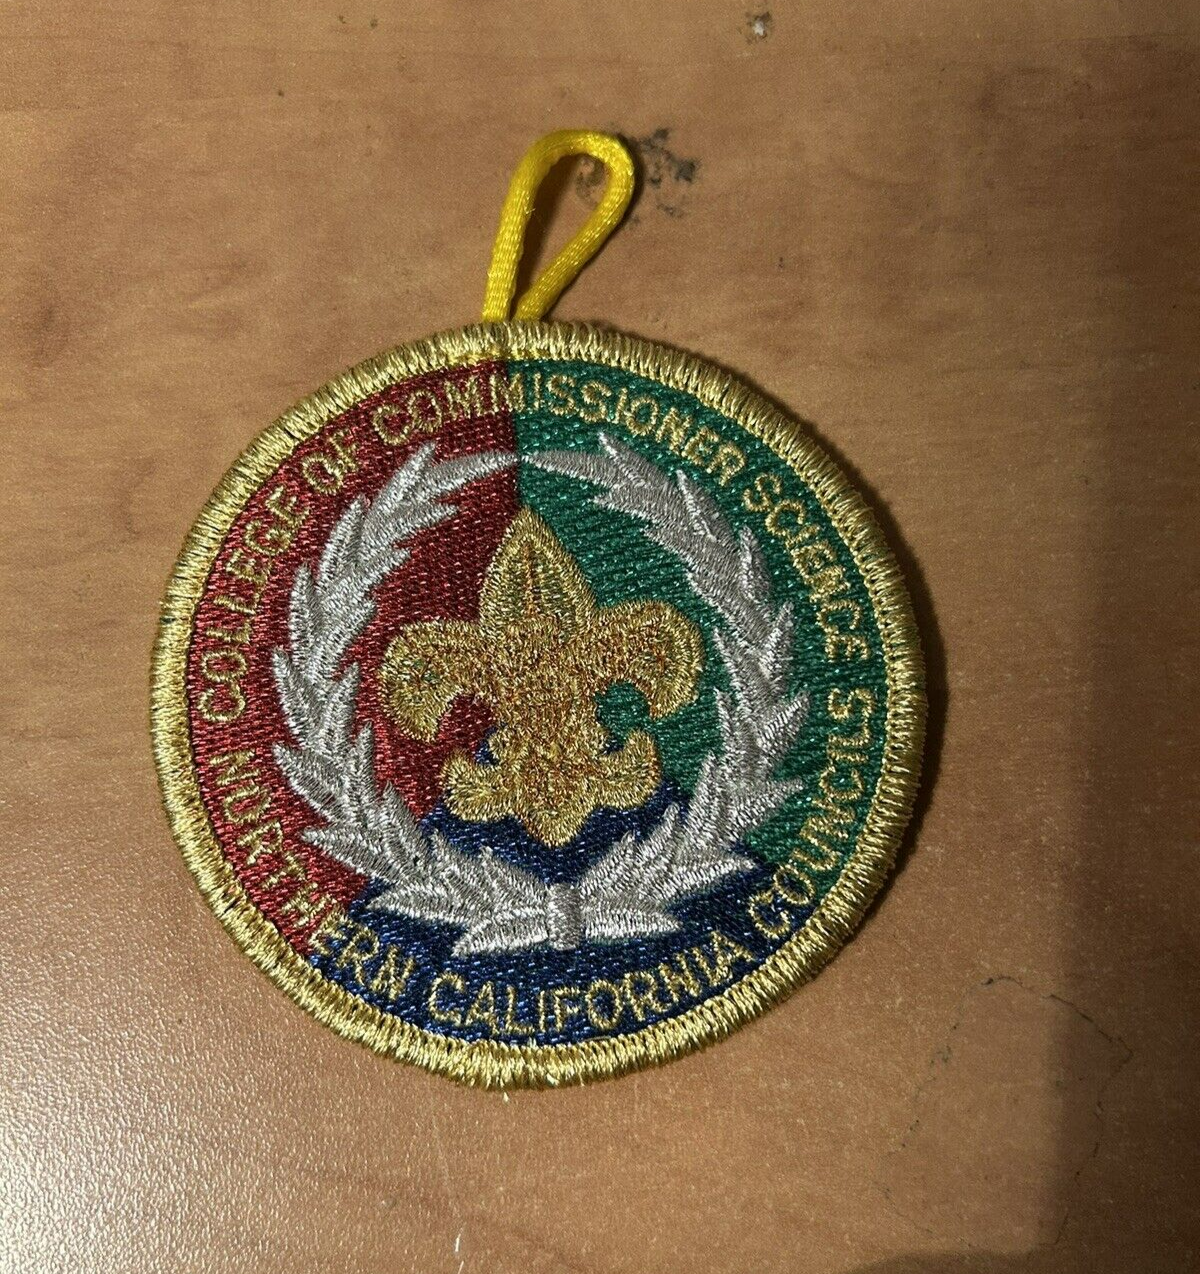 COLLEGE OF COMMISSIONER SCIENCE
NORTHERN CALIFORNIA COUNCILS